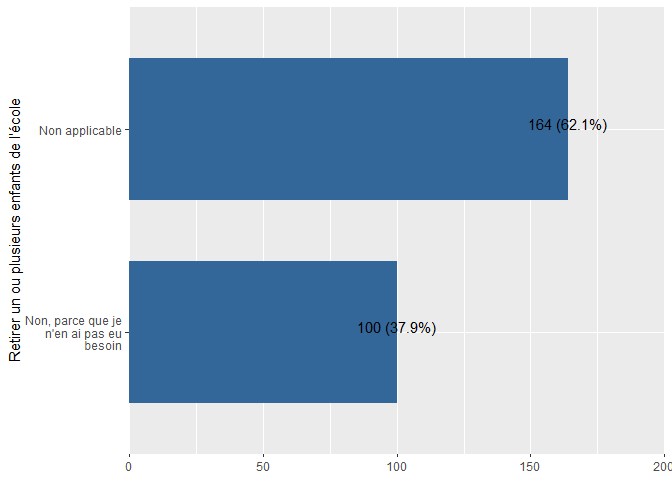 Retirer un ou plusieurs enfants de l'école
Non applicable
164 (62.1%)
Non, parce que je
n'en ai pas eu
besoin
100 (37.9%)
0
50
100
150
200